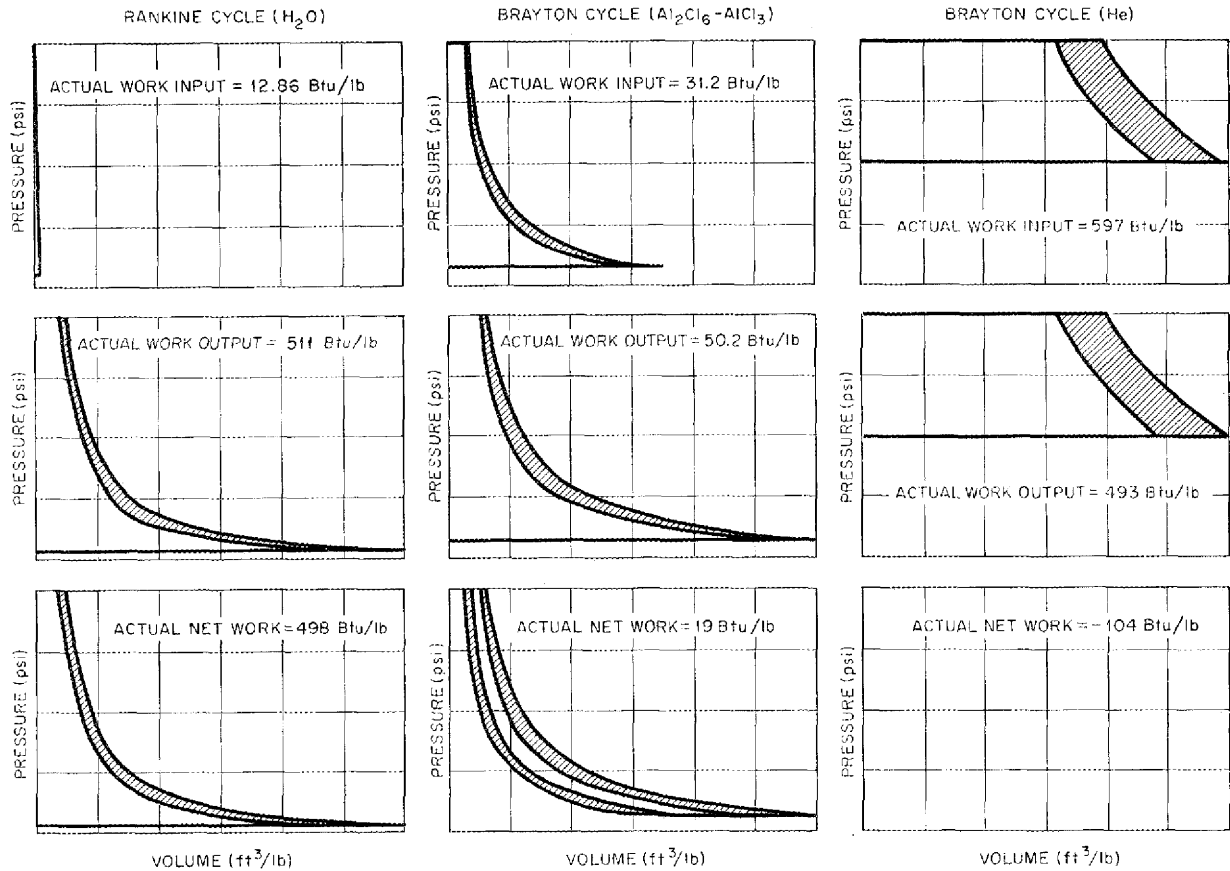 RANKINE CYCLE (H2O)
BRAYTON CYCLE (Al2Cl6-AlCl3)
BRAYTON CYCLE (He)
PRESSURE (psi)
ACTUAL WORK INPUT = 12.86 Btu/lb
PRESSURE (psi)
ACTUAL WORK INPUT = 31.2 Btu/lb
PRESSURE (psi)
ACTUAL WORK INPUT = 597 Btu/lb
PRESSURE (psi)
ACTUAL WORK OUTPUT = 511 Btu/lb
PRESSURE (psi)
ACTUAL WORK OUTPUT = 50.2 Btu/lb
PRESSURE (psi)
ACTUAL WORK OUTPUT = 493 Btu/lb
PRESSURE (psi)
ACTUAL NET WORK = 498 Btu/lb
PRESSURE (psi)
ACTUAL NET WORK = 19 Btu/lb
PRESSURE (psi)
ACTUAL NET WORK = -104 Btu/lb
VOLUME (ft3/lb)
VOLUME (ft3/lb)
VOLUME (ft3/lb)